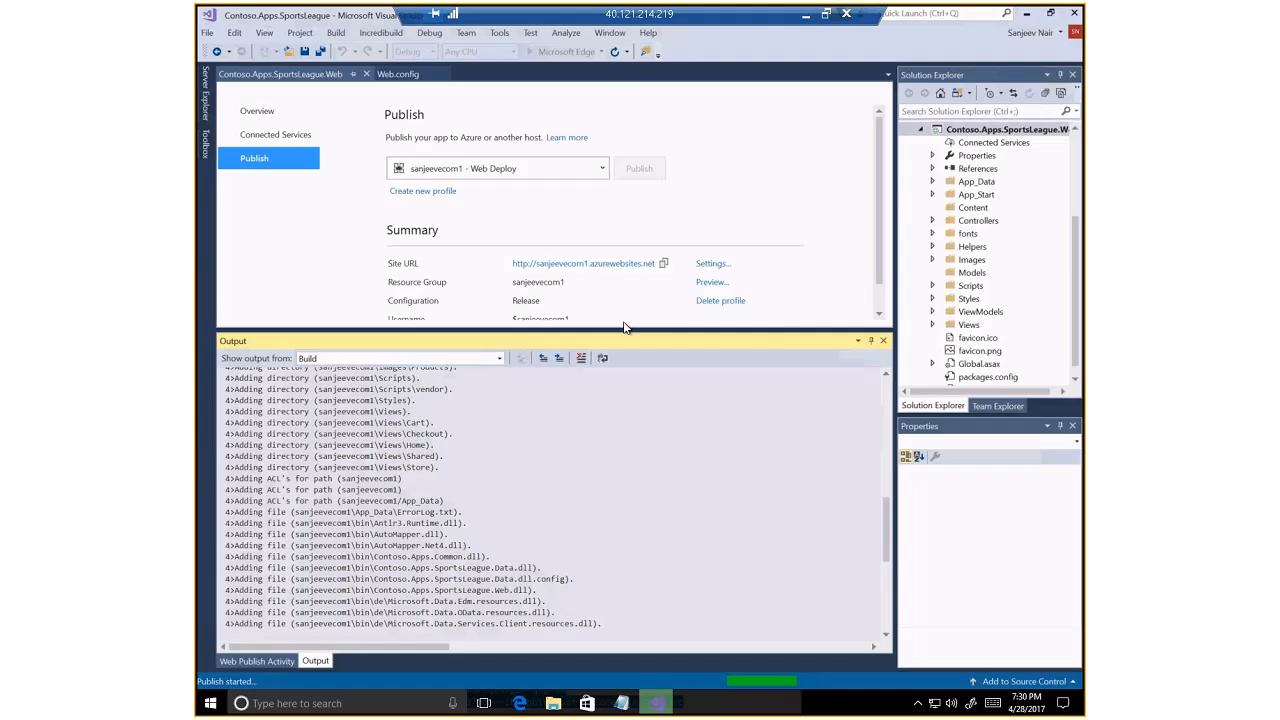 Contoso.Apps.SportsLeague - Microsoft Visu
40.121.214.219
Quick Launch (Ctrl+Q)
File Edit View Project Build Incredibuild Debug Team Tools Test Analyze Window Help
Sanjeev Nair SN
Debug Any CPU Microsoft Edge
Server Explorer
Toolbox
Contoso.Apps.SportsLeague.Web
Web.config
Overview
Connected Services
Publish
Publish
Publish your app to Azure or another host. Learn more
sanjeevecom1 - Web Deploy
Publish
Create new profile
Summary
Site URL http://sanjeevecom1.azurewebsites.net Settings...
Resource Group sanjeevecom1 Preview...
Configuration Release Delete profile
Username $sanjeevecom1
Output
Show output from: Build
4>Adding directory (sanjeevecom1\Images\Products).
4>Adding directory (sanjeevecom1\Scripts).
4>Adding directory (sanjeevecom1\Scripts\vendor).
4>Adding directory (sanjeevecom1\Styles).
4>Adding directory (sanjeevecom1\Views).
4>Adding directory (sanjeevecom1\Views\Cart).
4>Adding directory (sanjeevecom1\Views\Checkout).
4>Adding directory (sanjeevecom1\Views\Home).
4>Adding directory (sanjeevecom1\Views\Shared).
4>Adding directory (sanjeevecom1\Views\Store).
4>Adding ACL's for path (sanjeevecom1)
4>Adding ACL's for path (sanjeevecom1)
4>Adding ACL's for path (sanjeevecom1/App_Data)
4>Adding file (sanjeevecom1\App_Data\ErrorLog.txt).
4>Adding file (sanjeevecom1\bin\Antlr3.Runtime.dll).
4>Adding file (sanjeevecom1\bin\AutoMapper.dll).
4>Adding file (sanjeevecom1\bin\AutoMapper.Net4.dll).
4>Adding file (sanjeevecom1\bin\Contoso.Apps.Common.dll).
4>Adding file (sanjeevecom1\bin\Contoso.Apps.SportsLeague.Data.dll).
4>Adding file (sanjeevecom1\bin\Contoso.Apps.SportsLeague.Data.dll.config).
4>Adding file (sanjeevecom1\bin\Contoso.Apps.SportsLeague.Web.dll).
4>Adding file (sanjeevecom1\bin\de\Microsoft.Data.Edm.resources.dll).
4>Adding file (sanjeevecom1\bin\de\Microsoft.Data.OData.resources.dll).
4>Adding file (sanjeevecom1\bin\de\Microsoft.Data.Services.Client.resources.dll).
Web Publish Activity Output
Solution Explorer
Search Solution Explorer (Ctrl+;)
Contoso.Apps.SportsLeague.W
Connected Services
Properties
References
App_Data
App_Start
Content
Controllers
fonts
Helpers
Images
Models
Scripts
Styles
ViewModels
Views
favicon.ico
favicon.png
Global.asax
packages.config
Solution Explorer Team Explorer
Properties
Publish started...
Add to Source Control
Type here to search
7:30 PM
4/28/2017